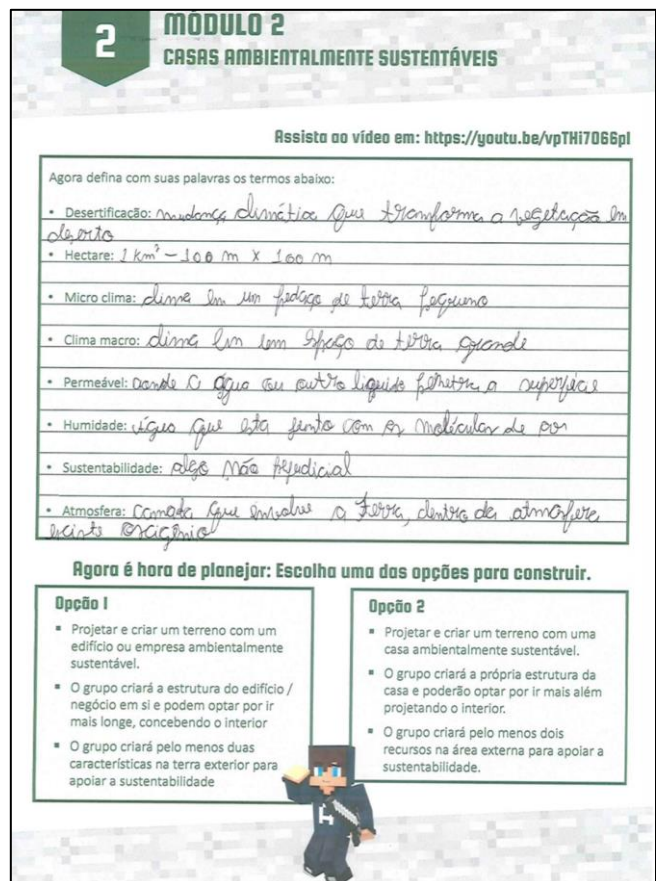 2
MÓDULO 2
CASAS AMBIENTALMENTE SUSTENTÁVEIS
Assista ao vídeo em: https://youtu.be/vpTHi7066pI
Agora defina com suas palavras os termos abaixo:
• Desertificação: mudança climática que transforma a vegetação em
deserto
• Hectare: 1 km² – 100 m x 100 m
• Micro clima: clima em um pedaço de terra pequeno
• Clima macro: clima em um espaço de terra grande
• Permeável: aonde a água ou outro liquido penetra a superfície
• Humidade: água que esta junto com as moléculas de
• Sustentabilidade: algo não prejudicial
• Atmosfera: camada que envolve a Terra, dentro da atmosfera
existe oxcigênio
Agora é hora de planejar: Escolha uma das opções para construir.
Opção 1
▪ Projetar e criar um terreno com um
edifício ou empresa ambientalmente
sustentável.
▪ O grupo criará a estrutura do edifício /
negócio em si e podem optar por ir
mais longe, concebendo o interior
▪ O grupo criará pelo menos duas
características na terra exterior para
apoiar a sustentabilidade
Opção 2
▪ Projetar e criar um terreno com uma
casa ambientalmente sustentável.
▪ O grupo criará a própria estrutura da
casa e poderão optar por ir mais além
projetando o interior.
▪ O grupo criará pelo menos dois
recursos na área externa para apoiar a
sustentabilidade.